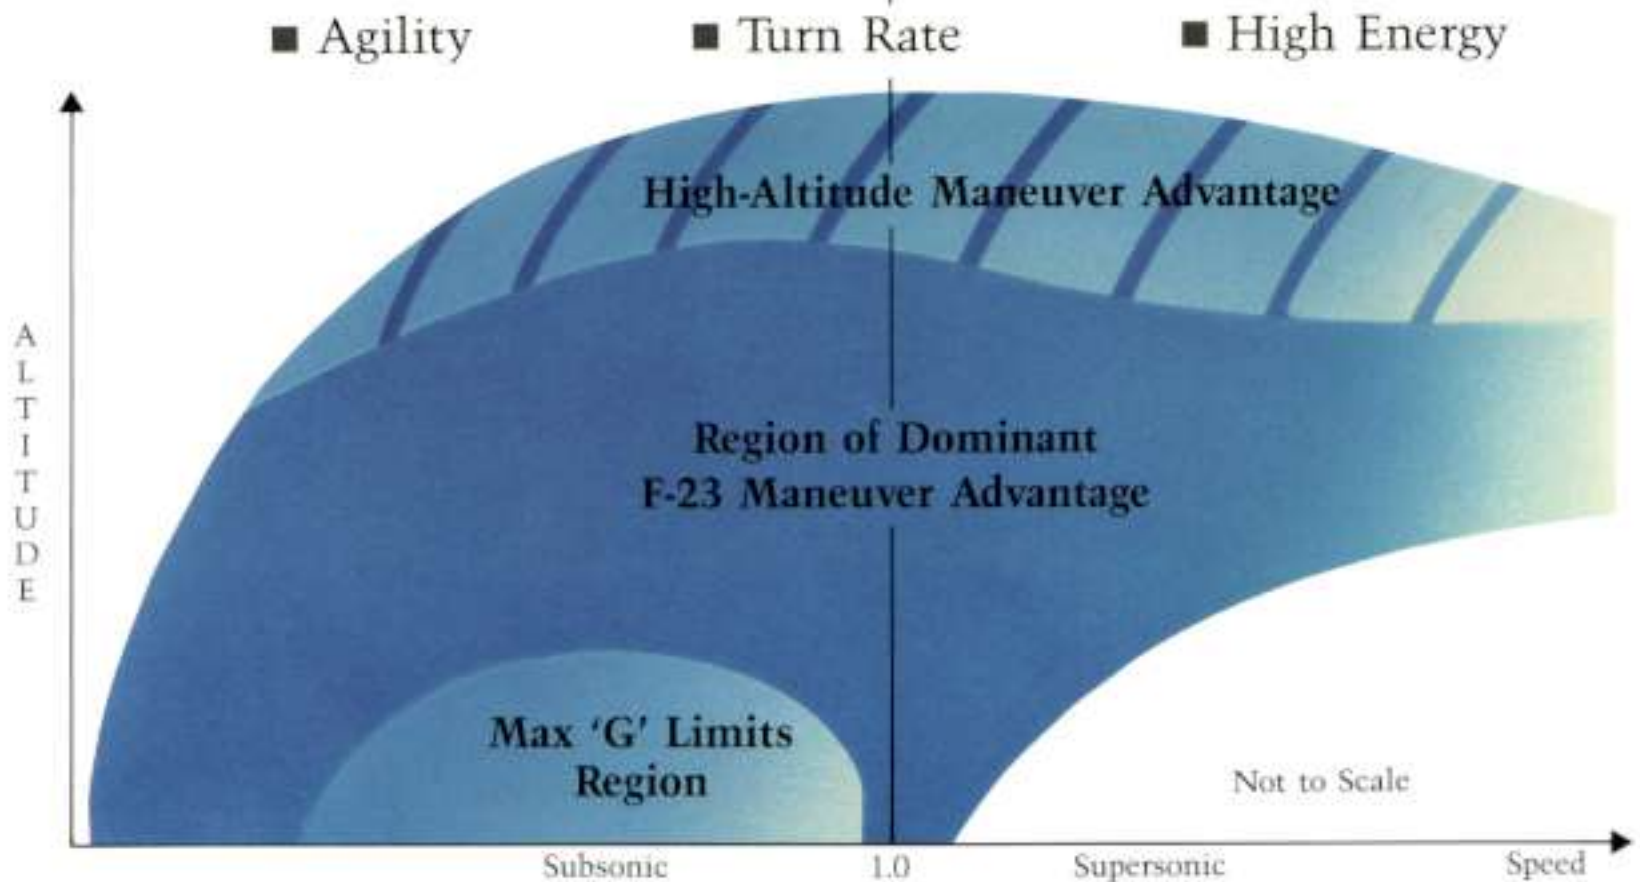 ■ Agility ■ Turn Rate ■ High Energy
High-Altitude Maneuver Advantage
ALTITUDE
Region of Dominant
F-23 Maneuver Advantage
Max ‘G’ Limits
Region
Not to Scale
Subsonic 1.0 Supersonic Speed